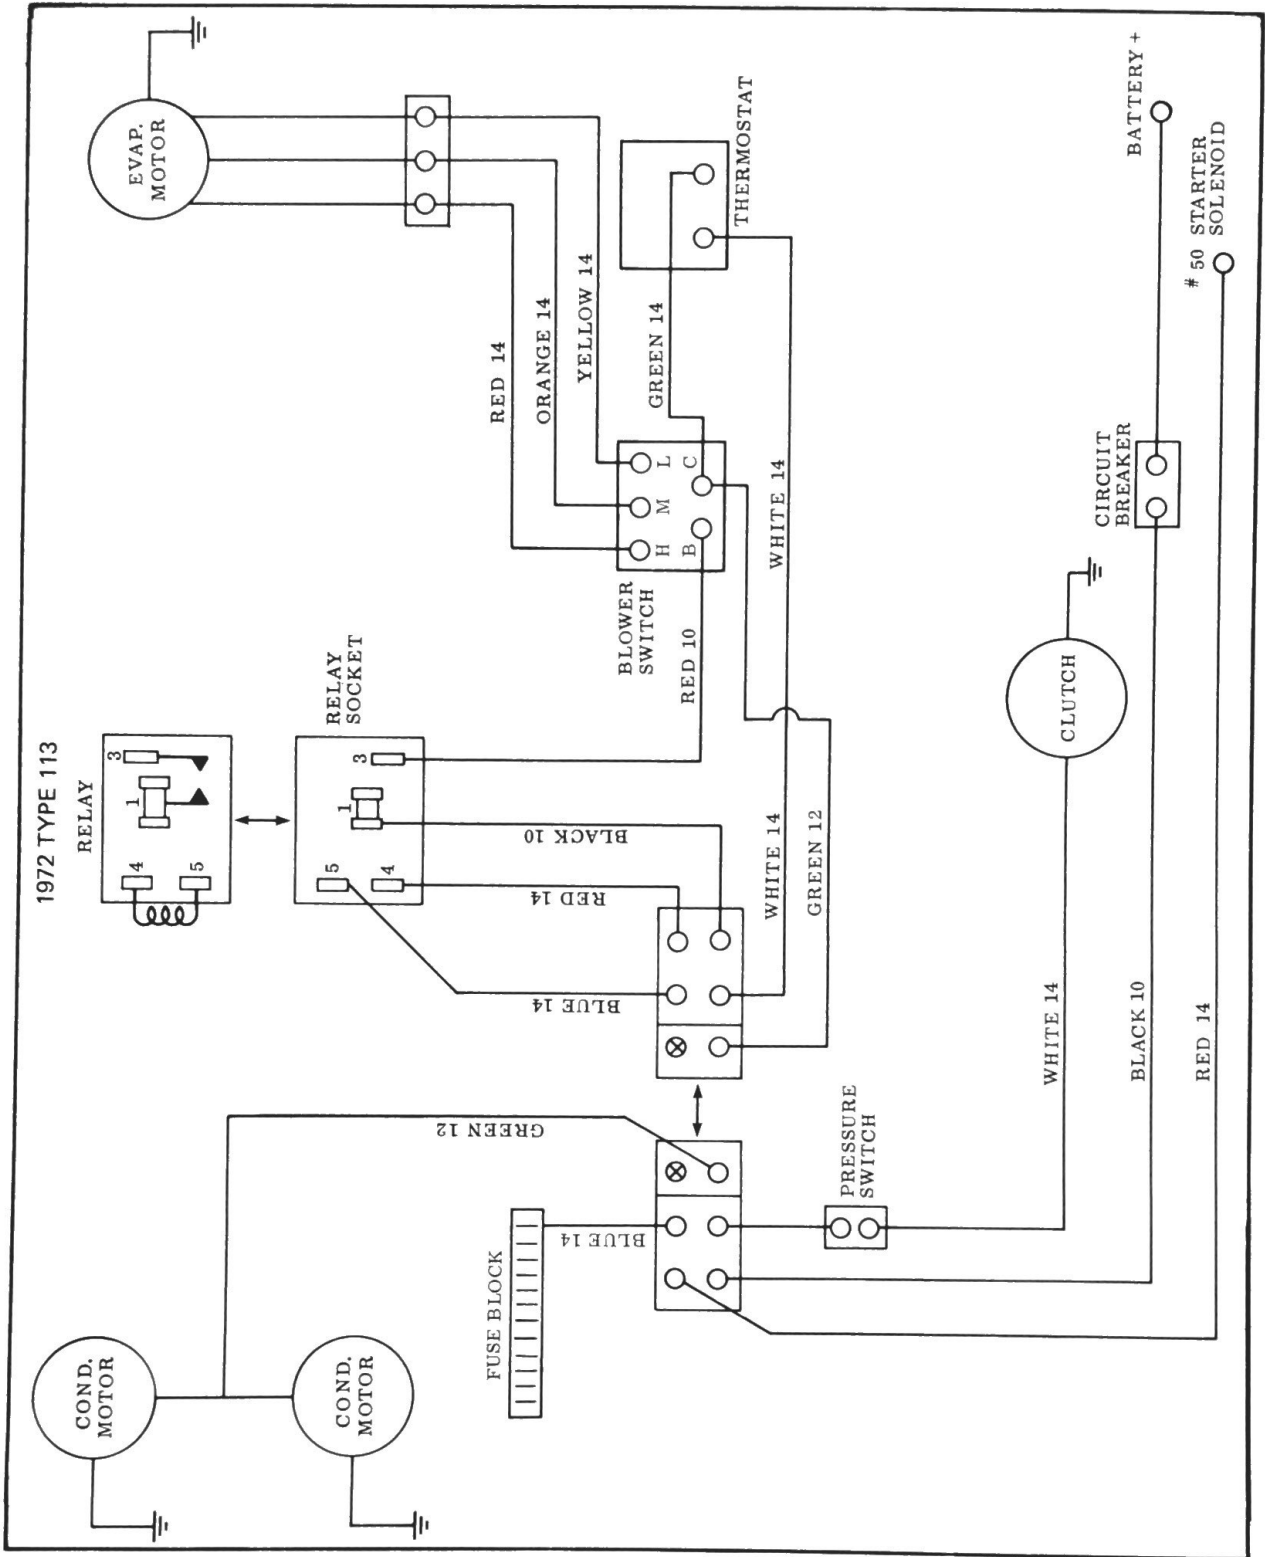 1972 TYPE 113
RELAY
3
1
4
5
RELAY
SOCKET
3
1
5
4
EVAP.
MOTOR
RED 14
ORANGE 14
YELLOW 14
GREEN 14
THERMOSTAT
BLOWER
SWITCH
H
M
L
B
C
RED 10
WHITE 14
BLACK 10
RED 14
BLUE 14
WHITE 14
GREEN 12
GREEN 12
COND.
MOTOR
COND.
MOTOR
FUSE BLOCK
BLUE 14
PRESSURE
SWITCH
CLUTCH
WHITE 14
BLACK 10
RED 14
CIRCUIT
BREAKER
BATTERY +
# 50 STARTER
SOLENOID